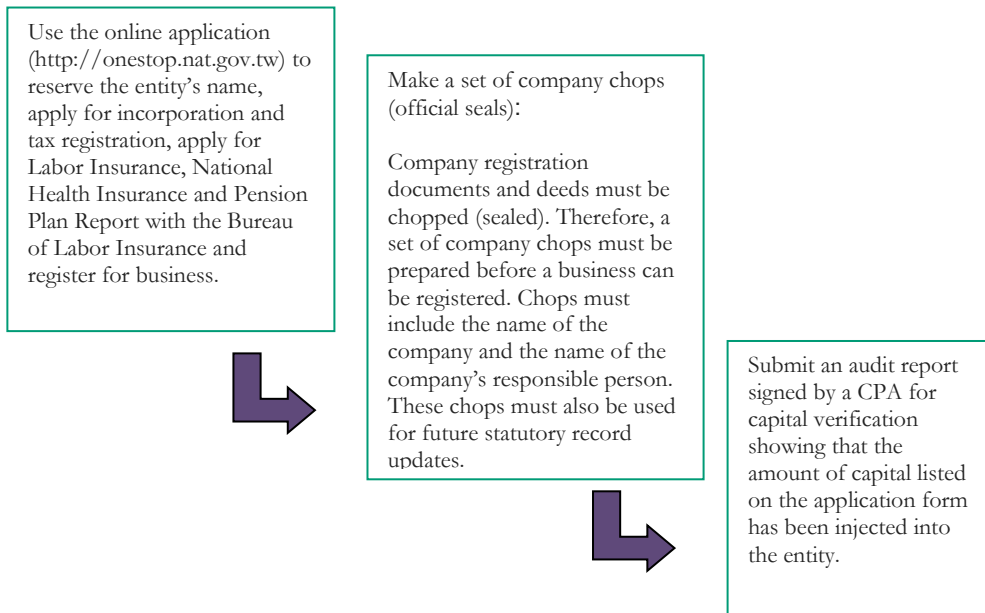 Use the online application
(http://onestop.nat.gov.tw) to
reserve the entity’s name,
apply for incorporation and
tax registration, apply for
Labor Insurance, National
Health Insurance and Pension
Plan Report with the Bureau
of Labor Insurance and
register for business.
Make a set of company chops
(official seals):
Company registration
documents and deeds must be
chopped (sealed). Therefore, a
set of company chops must be
prepared before a business can
be registered. Chops must
include the name of the
company and the name of the
company’s responsible person.
These chops must also be used
for future statutory record
updates.
Submit an audit report
signed by a CPA for
capital verification
showing that the
amount of capital listed
on the application form
has been injected into
the entity.